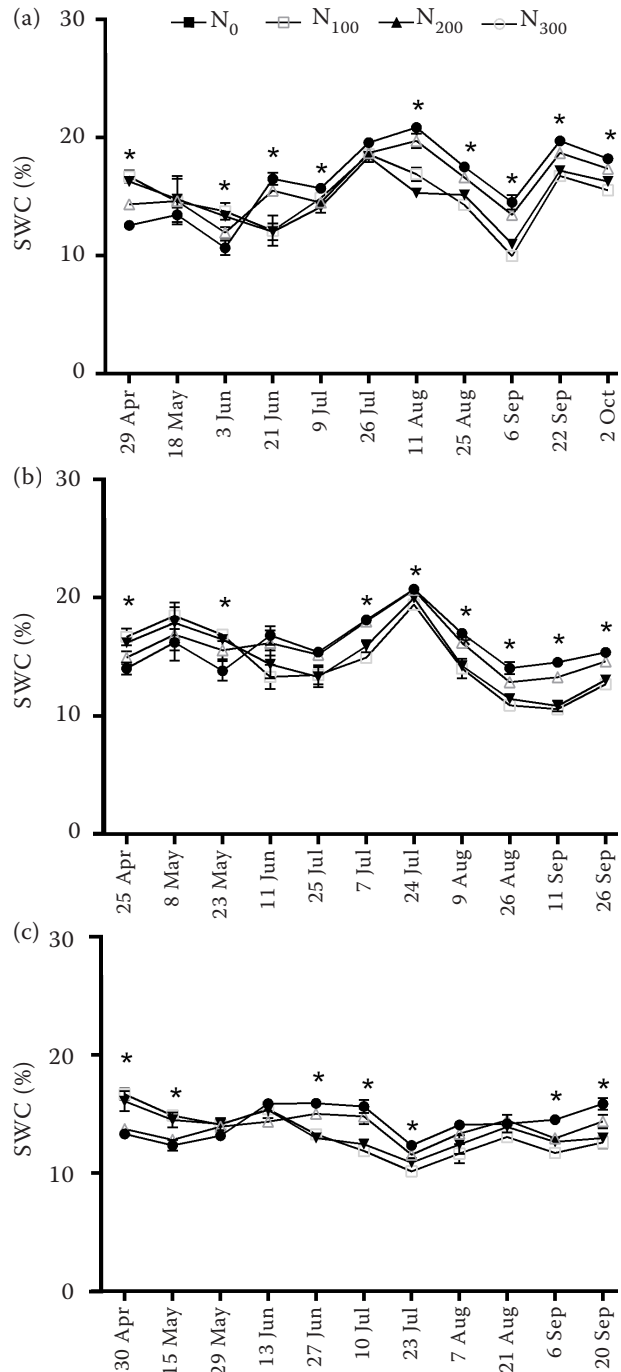 (a)
N0 N100 N200 N300
30
20
10
0
SWC (%)
* * * * * * * * *
29 Apr
18 May
3 Jun
21 Jun
9 Jul
26 Jul
11 Aug
25 Aug
6 Sep
22 Sep
2 Oct
(b)
30
20
10
0
SWC (%)
* * * * * * * *
25 Apr
8 May
23 May
11 Jun
25 Jul
7 Jul
24 Jul
9 Aug
26 Aug
11 Sep
26 Sep
(c)
30
20
10
0
SWC (%)
* * * * * * *
30 Apr
15 May
29 May
13 Jun
27 Jun
10 Jul
23 Jul
7 Aug
21 Aug
6 Sep
20 Sep